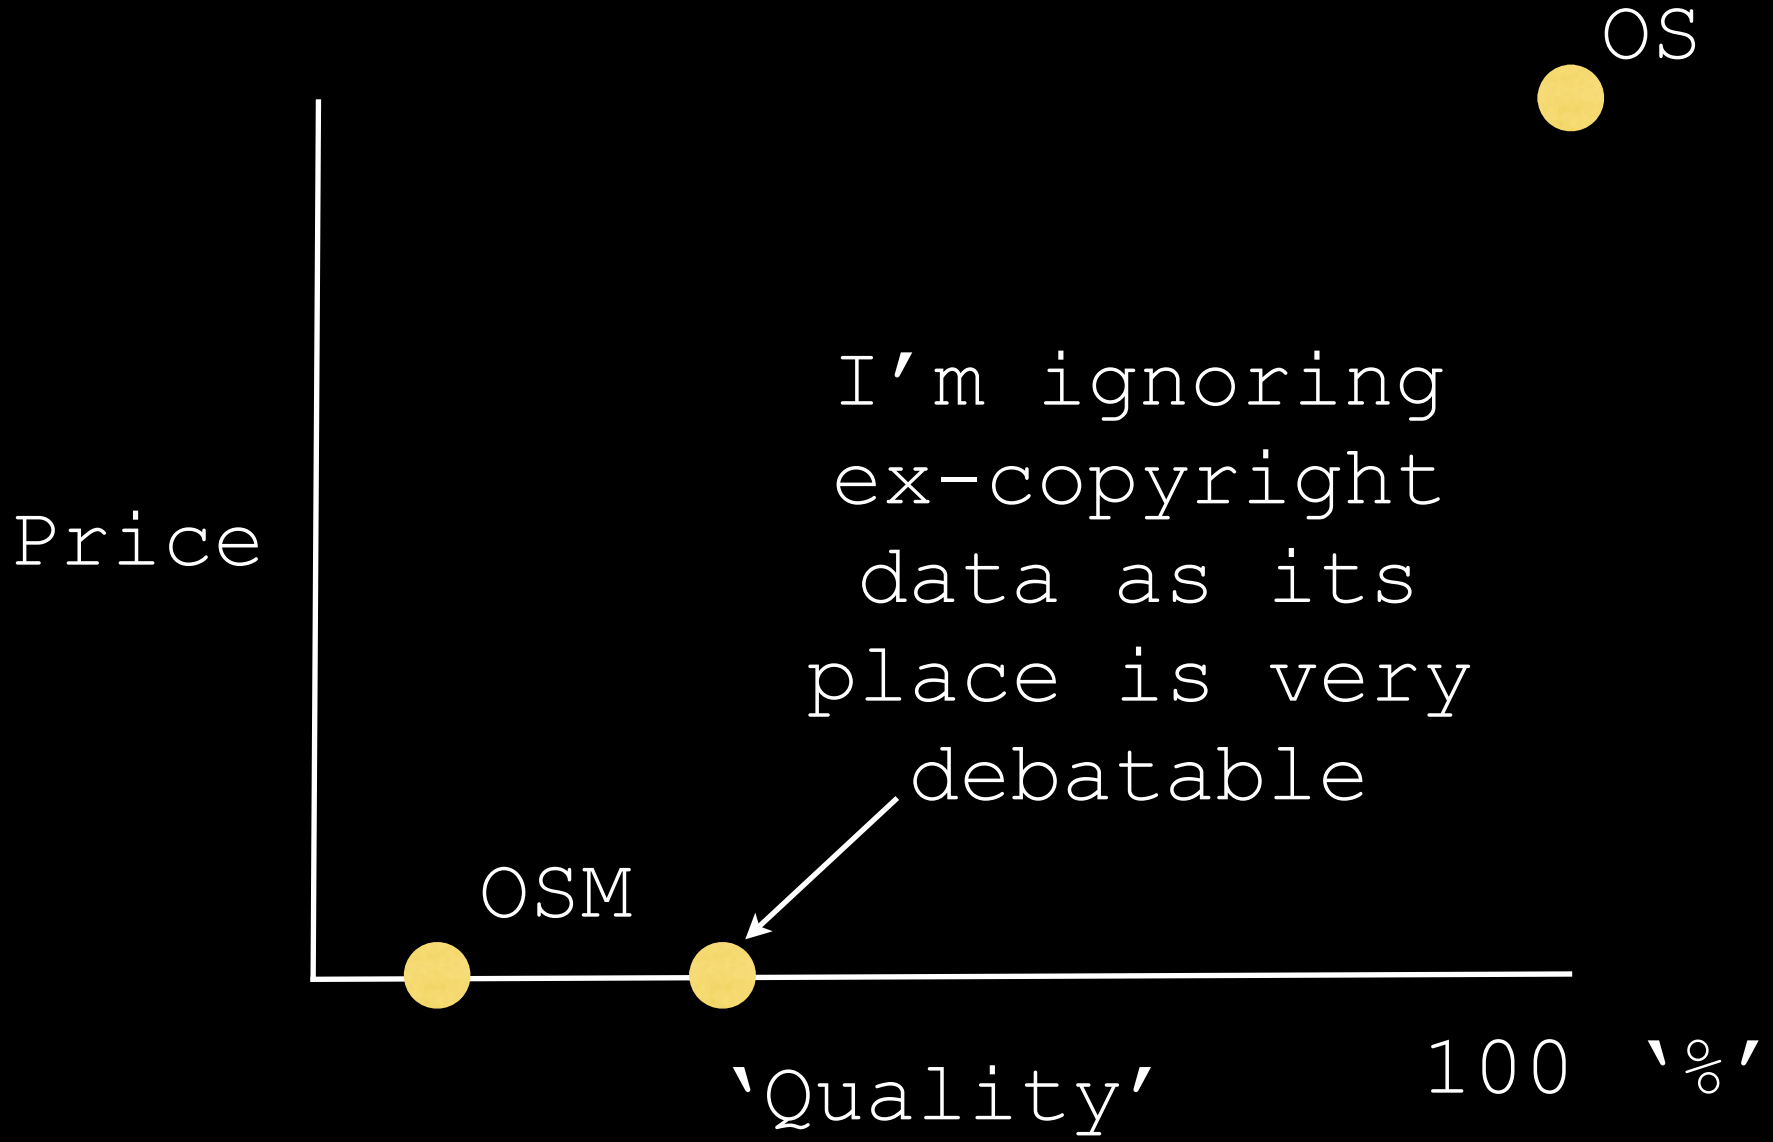 OS
I’m ignoring
ex-copyright
data as its
place is very
debatable
Price
OSM
100 ‘%’
‘Quality’